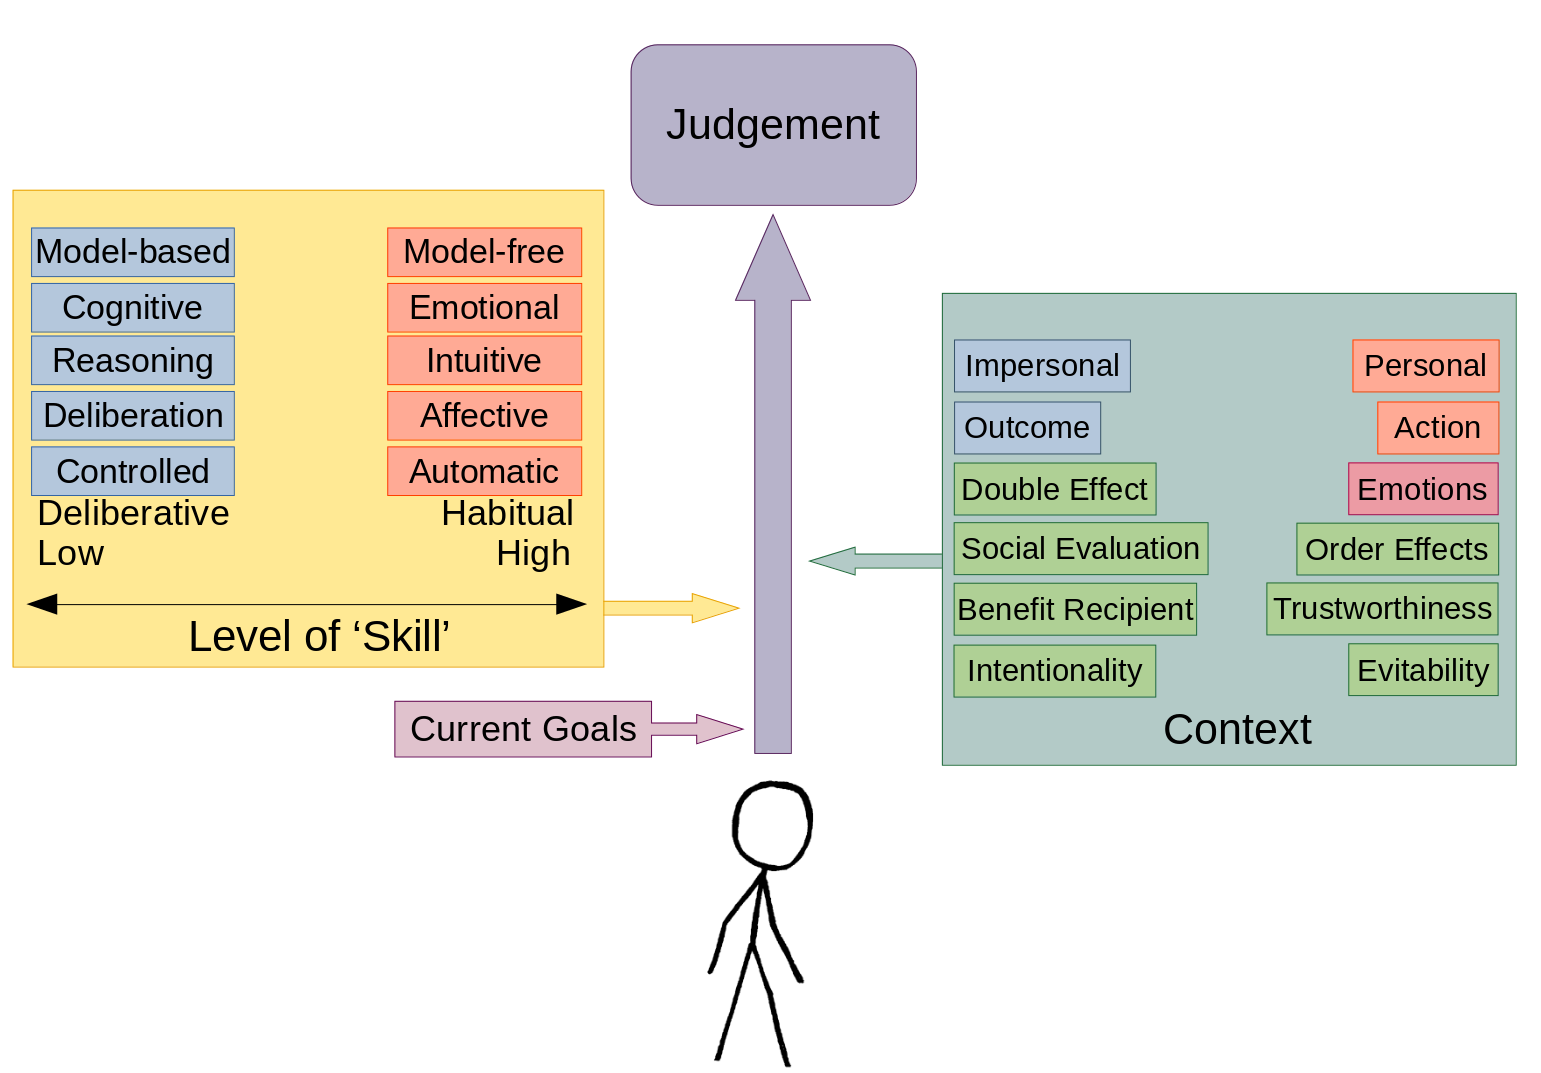 Judgement
Model-based
Cognitive
Reasoning
Deliberation
Controlled
Deliberative
Low
Model-free
Emotional
Intuitive
Affective
Automatic
Habitual
High
Level of ‘Skill’
Current Goals
Impersonal
Outcome
Double Effect
Social Evaluation
Benefit Recipient
Intentionality
Personal
Action
Emotions
Order Effects
Trustworthiness
Evitability
Context